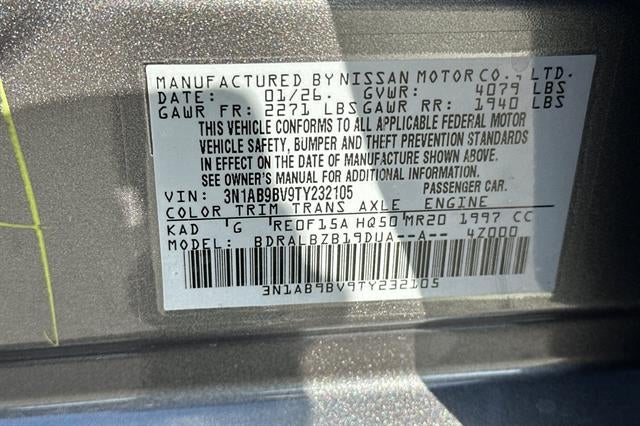 MANUFACTURED BY NISSAN MOTOR CO., LTD.
DATE: 01/26. GVWR: 4079 LBS
GAWR FR: 2271 LBS GAWR RR: 1940 LBS
THIS VEHICLE CONFORMS TO ALL APPLICABLE FEDERAL MOTOR
VEHICLE SAFETY, BUMPER AND THEFT PREVENTION STANDARDS
IN EFFECT ON THE DATE OF MANUFACTURE SHOWN ABOVE.
SEE OWNER'S MANUAL FOR ADDITIONAL INFORMATION.
VIN: 3N1AB9BV9TY232105 PASSENGER CAR.
COLOR TRIM TRANS AXLE ENGINE
KAD G RE0F15A HQ50 MR20 1997 CC
BDRALBZB19DUA--A-- 4Z000
3N1AB9BV9TY232105